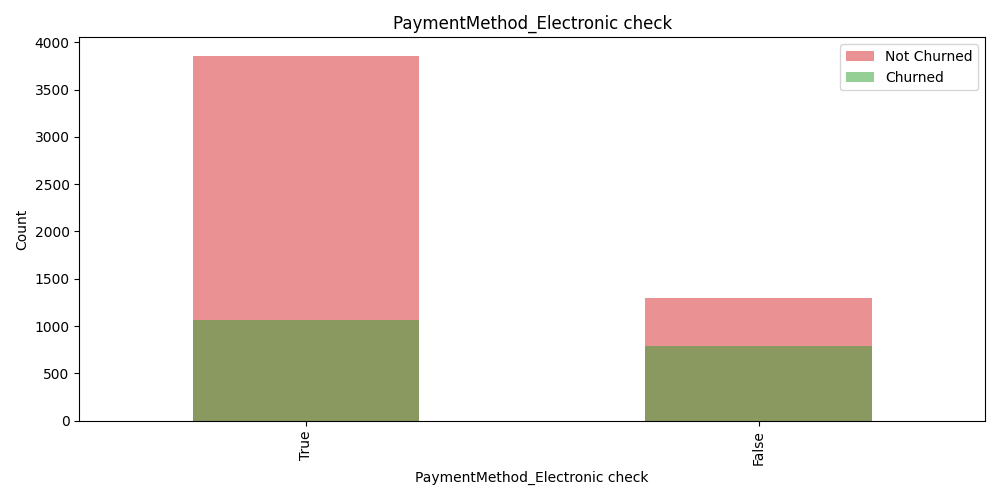 PaymentMethod_Electronic check
Not Churned
Churned
4000
3500
3000
2500
2000
1500
1000
500
0
Count
True
False
PaymentMethod_Electronic check